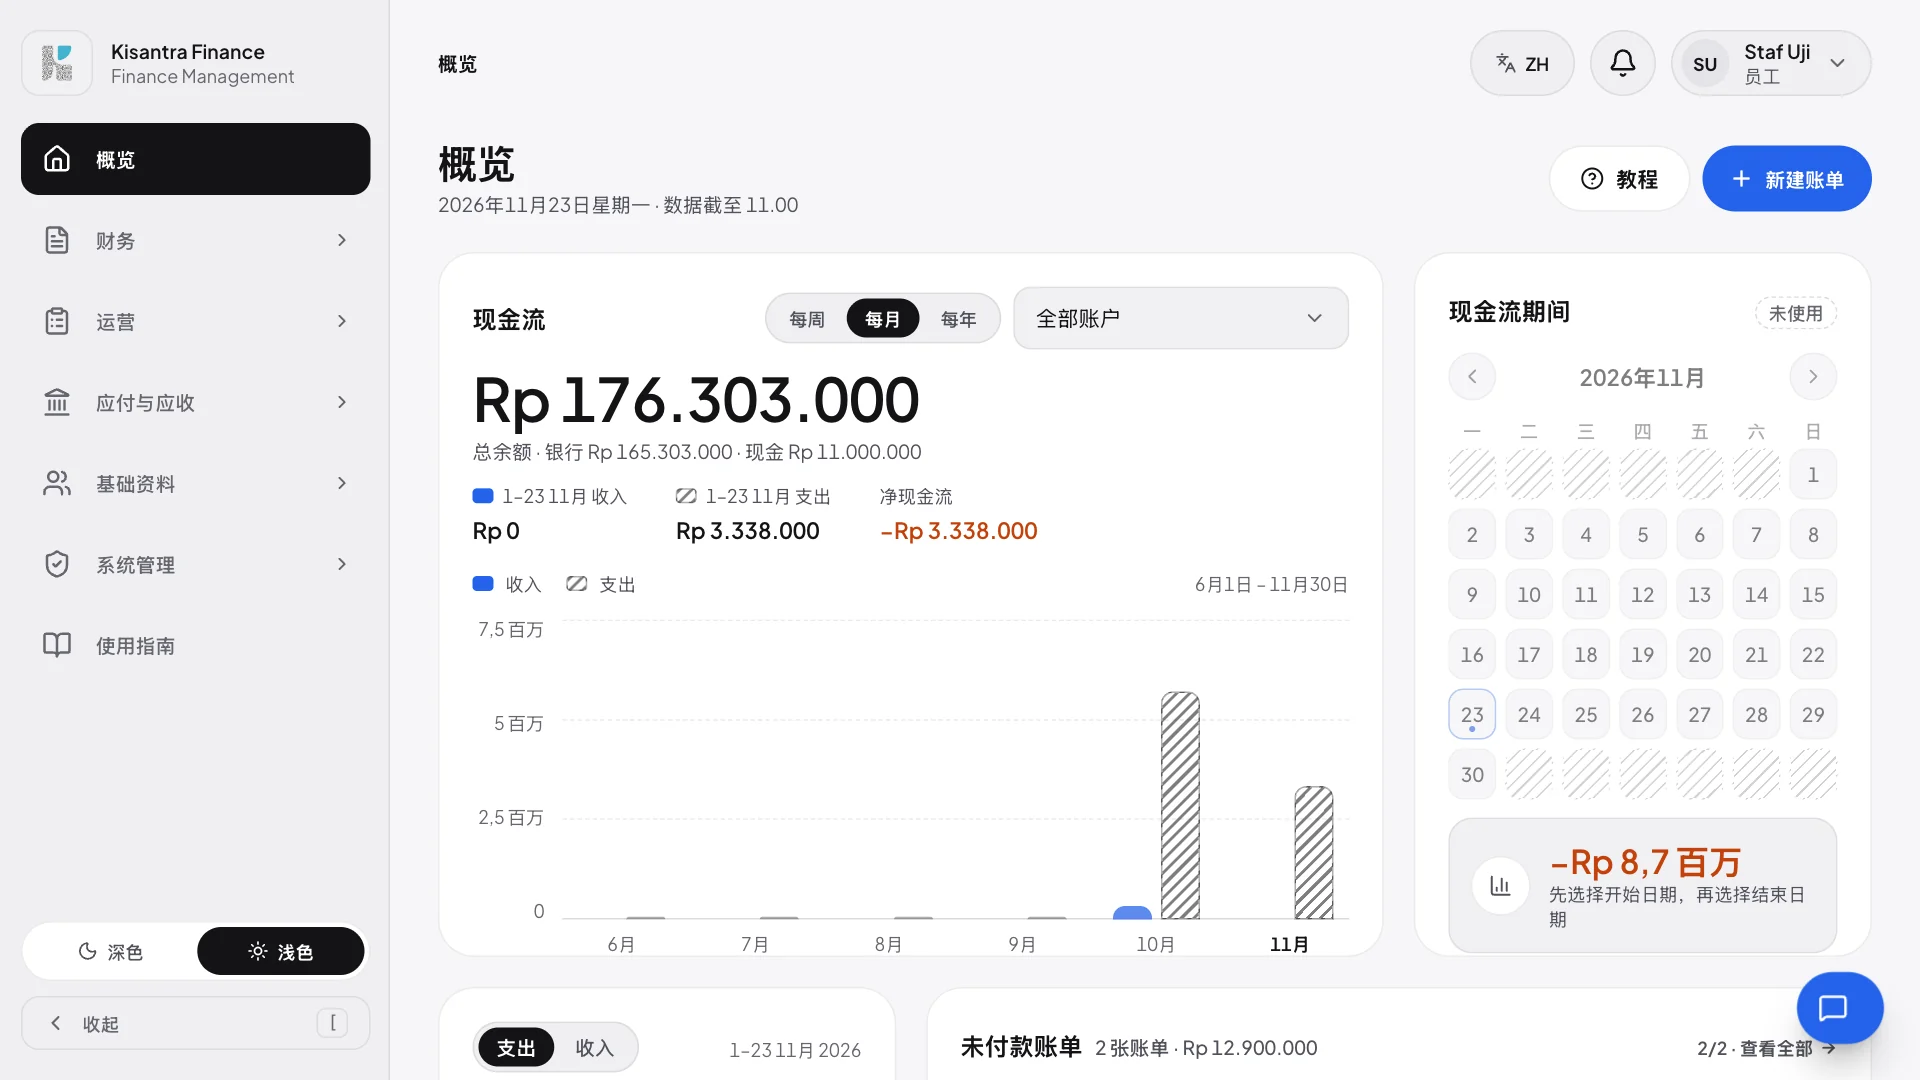 Kisantra Finance
Finance Management
概览
财务
运营
应付与应收
基础资料
系统管理
使用指南
深色
浅色
收起
[
概览
ZH
SU
Staf Uji
员工
概览
2026年11月23日星期一 · 数据截至 11.00
教程
新建账单
现金流
每周
每月
每年
全部账户
Rp 176.303.000
总余额 · 银行 Rp 165.303.000 · 现金 Rp 11.000.000
1–23 11月 收入
1–23 11月 支出
净现金流
Rp 0
Rp 3.338.000
–Rp 3.338.000
收入
支出
6月1日 – 11月30日
7,5 百万
5 百万
2,5 百万
0
6月
7月
8月
9月
10月
11月
现金流期间
未使用
2026年11月
一 二 三 四 五 六 日
1
2 3 4 5 6 7 8
9 10 11 12 13 14 15
16 17 18 19 20 21 22
23 24 25 26 27 28 29
30
–Rp 8,7 百万
先选择开始日期，再选择结束日
期
支出
收入
1–23 11月 2026
未付款账单
2 张账单 · Rp 12.900.000
2/2 · 查看全部 →